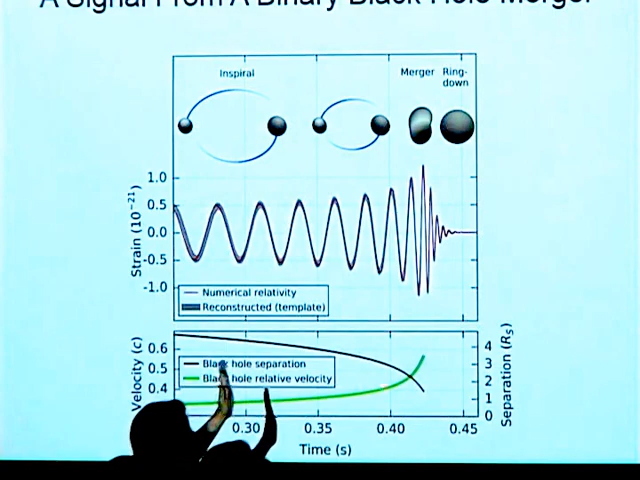 A Signal From A Binary Black Hole Merger
Inspiral
Merger
Ring-
down
1.0
0.5
0.0
-0.5
-1.0
Strain (10⁻²¹)
Numerical relativity
Reconstructed (template)
0.6
0.5
0.4
Velocity (c)
Black hole separation
Black hole relative velocity
4
3
2
1
0
Separation (R_S)
0.30
0.35
0.40
0.45
Time (s)